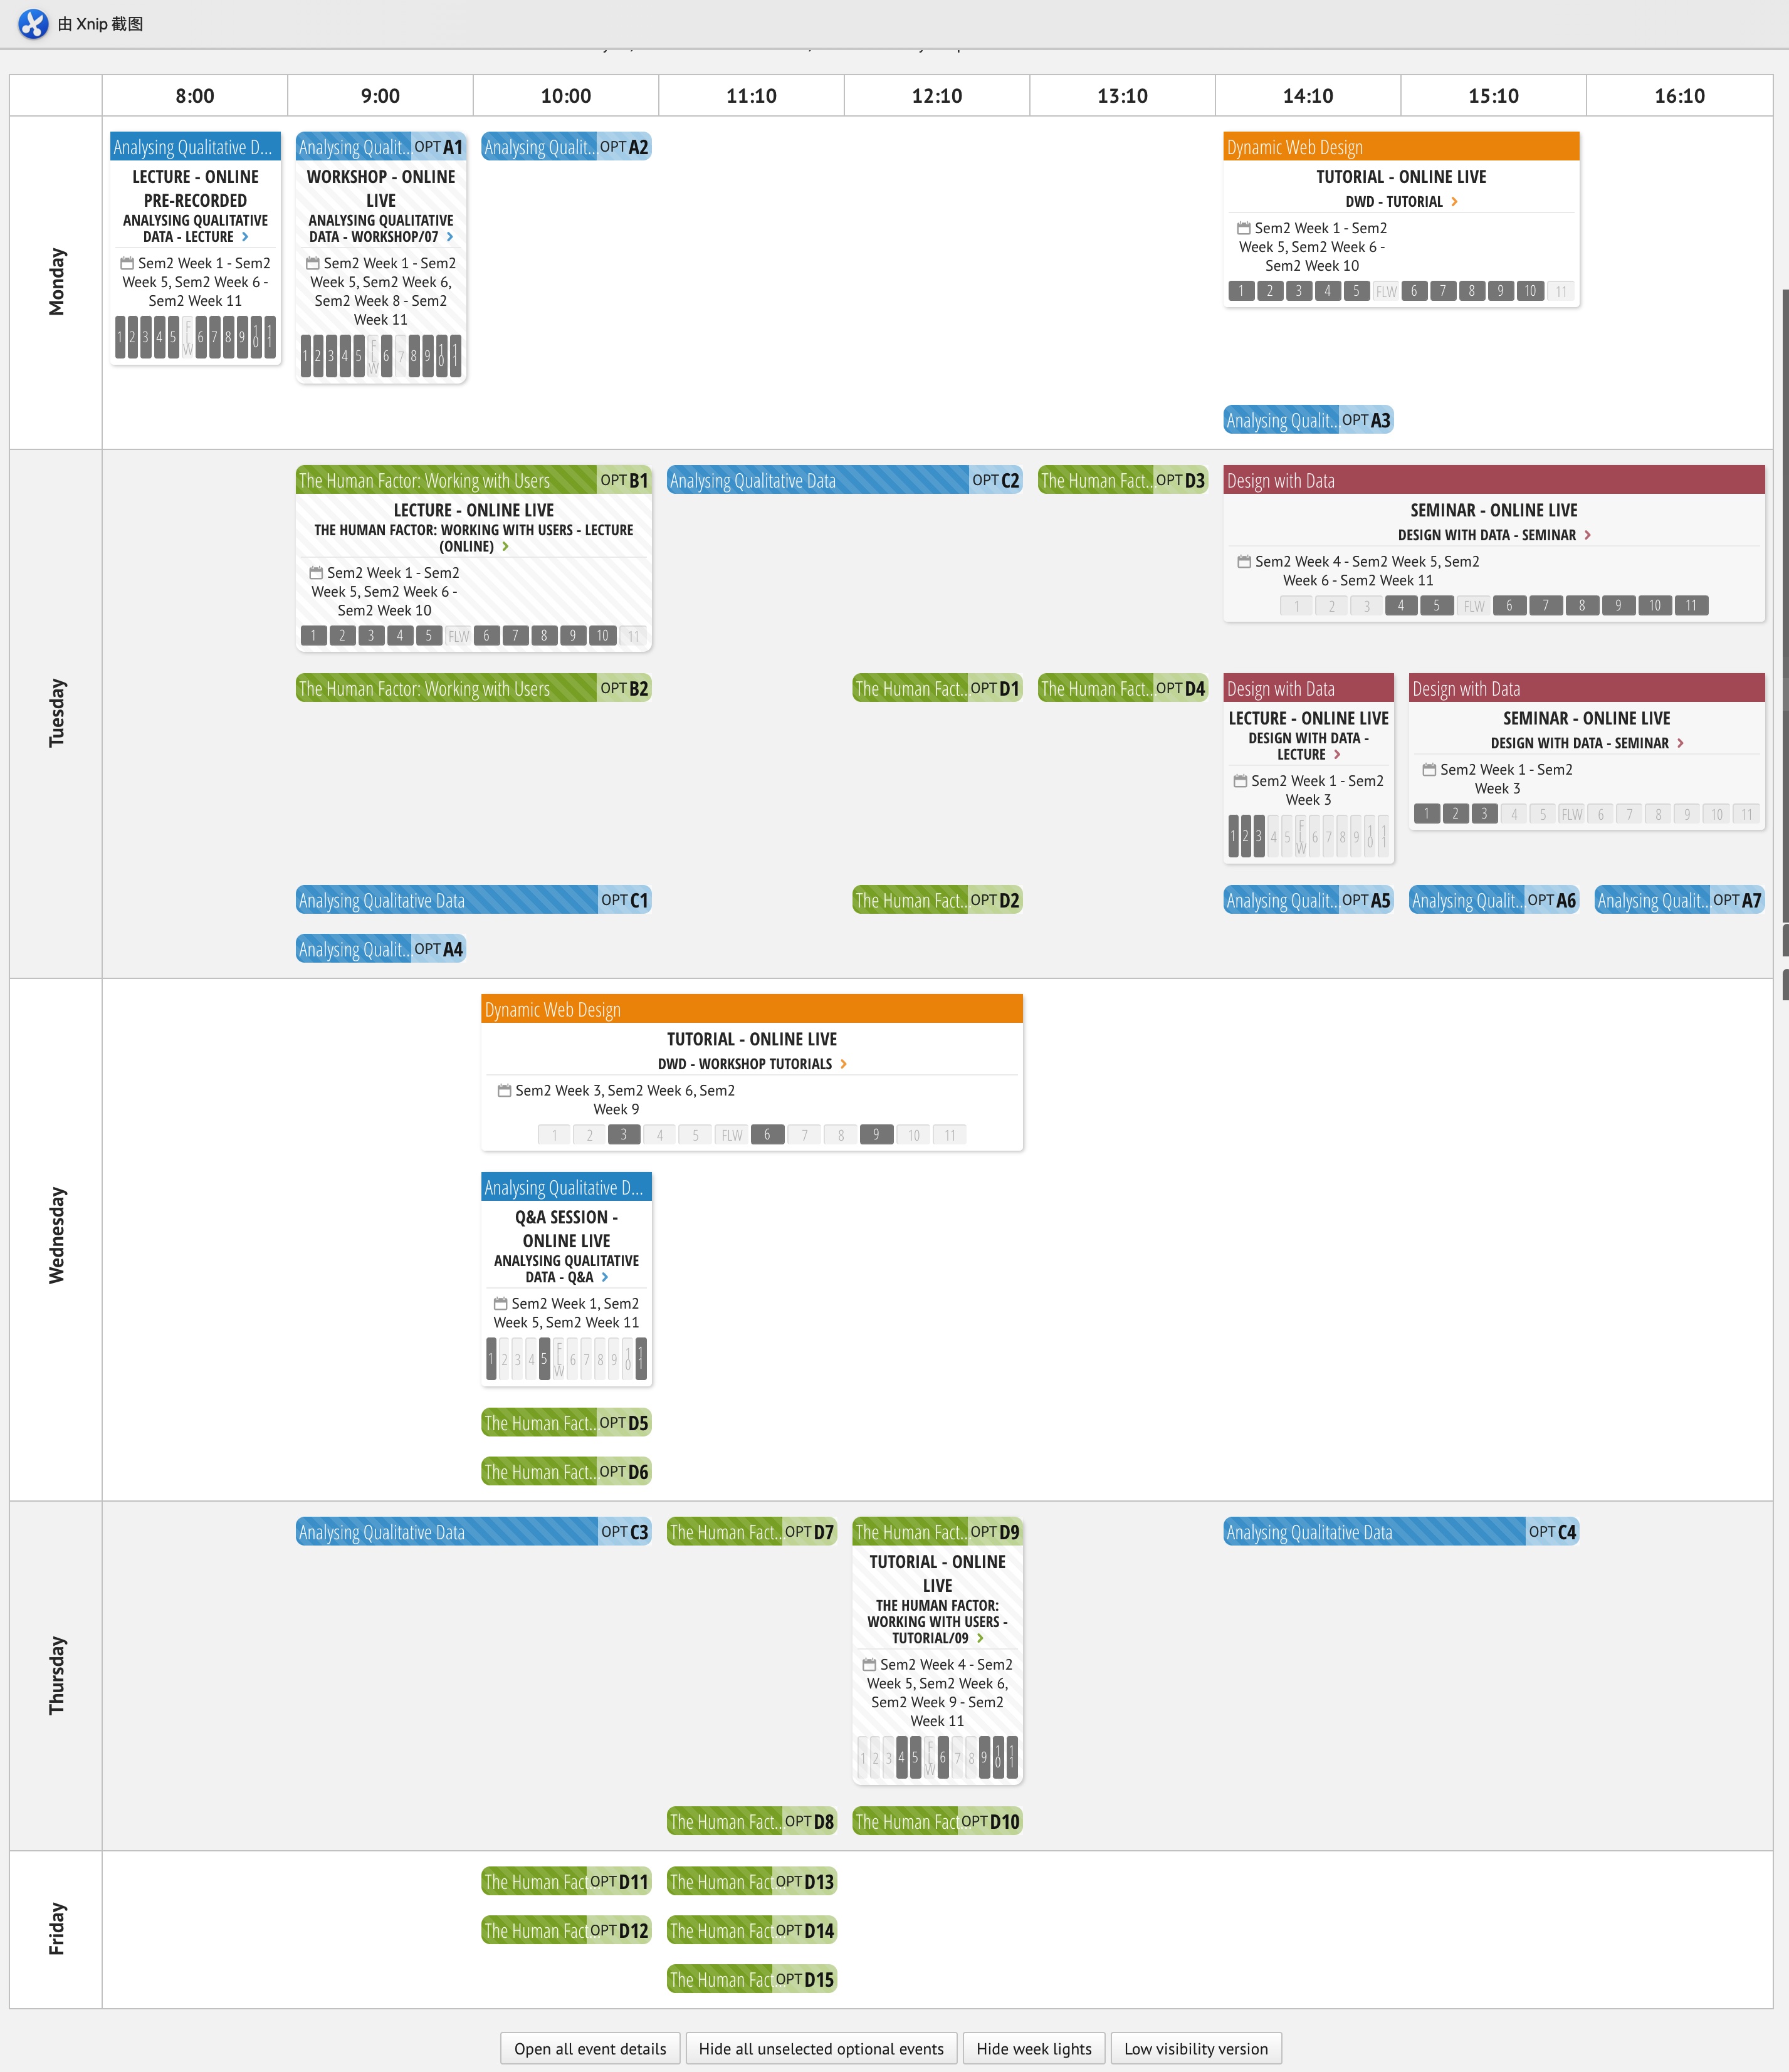 由 Xnip 截图
8:00 9:00 10:00 11:10 12:10 13:10 14:10 15:10 16:10
Monday
Analysing Qualitative D...
LECTURE - ONLINE
PRE-RECORDED
ANALYSING QUALITATIVE
DATA - LECTURE
Sem2 Week 1 - Sem2
Week 5, Sem2 Week 6 -
Sem2 Week 11
1 2 3 4 5 FLW 6 7 8 9 10 11
Analysing Qualit... OPT A1
WORKSHOP - ONLINE
LIVE
ANALYSING QUALITATIVE
DATA - WORKSHOP/07
Sem2 Week 1 - Sem2
Week 5, Sem2 Week 6,
Sem2 Week 8 - Sem2
Week 11
1 2 3 4 5 FLW 6 7 8 9 10 11
Analysing Qualit... OPT A2
Dynamic Web Design
TUTORIAL - ONLINE LIVE
DWD - TUTORIAL
Sem2 Week 1 - Sem2
Week 5, Sem2 Week 6 -
Sem2 Week 10
1 2 3 4 5 FLW 6 7 8 9 10 11
Analysing Qualit... OPT A3
Tuesday
The Human Factor: Working with Users OPT B1
LECTURE - ONLINE LIVE
THE HUMAN FACTOR: WORKING WITH USERS - LECTURE
(ONLINE)
Sem2 Week 1 - Sem2
Week 5, Sem2 Week 6 -
Sem2 Week 10
1 2 3 4 5 FLW 6 7 8 9 10 11
Analysing Qualitative Data OPT C2
The Human Fact... OPT D3
Design with Data
SEMINAR - ONLINE LIVE
DESIGN WITH DATA - SEMINAR
Sem2 Week 4 - Sem2 Week 5, Sem2
Week 6 - Sem2 Week 11
1 2 3 4 5 FLW 6 7 8 9 10 11
The Human Factor: Working with Users OPT B2
The Human Fact... OPT D1
The Human Fact... OPT D4
Design with Data
LECTURE - ONLINE LIVE
DESIGN WITH DATA -
LECTURE
Sem2 Week 1 - Sem2
Week 3
1 2 3 4 5 FLW 6 7 8 9 10 11
Design with Data
SEMINAR - ONLINE LIVE
DESIGN WITH DATA - SEMINAR
Sem2 Week 1 - Sem2
Week 3
1 2 3 4 5 FLW 6 7 8 9 10 11
Analysing Qualitative Data OPT C1
The Human Fact... OPT D2
Analysing Qualit... OPT A5
Analysing Qualit... OPT A6
Analysing Qualit... OPT A7
Analysing Qualit... OPT A4
Wednesday
Dynamic Web Design
TUTORIAL - ONLINE LIVE
DWD - WORKSHOP TUTORIALS
Sem2 Week 3, Sem2 Week 6, Sem2
Week 9
1 2 3 4 5 FLW 6 7 8 9 10 11
Analysing Qualitative D...
Q&A SESSION -
ONLINE LIVE
ANALYSING QUALITATIVE
DATA - Q&A
Sem2 Week 1, Sem2
Week 5, Sem2 Week 11
1 2 3 4 5 FLW 6 7 8 9 10 11
The Human Fact... OPT D5
The Human Fact... OPT D6
Thursday
Analysing Qualitative Data OPT C3
The Human Fact... OPT D7
The Human Fact... OPT D9
TUTORIAL - ONLINE
LIVE
THE HUMAN FACTOR:
WORKING WITH USERS -
TUTORIAL/09
Sem2 Week 4 - Sem2
Week 5, Sem2 Week 6,
Sem2 Week 9 - Sem2
Week 11
1 2 3 4 5 FLW 6 7 8 9 10 11
Analysing Qualitative Data OPT C4
The Human Fact... OPT D8
The Human Fact OPT D10
Friday
The Human Fact OPT D11
The Human Fact OPT D13
The Human Fact OPT D12
The Human Fact OPT D14
The Human Fact OPT D15
Open all event details
Hide all unselected optional events
Hide week lights
Low visibility version